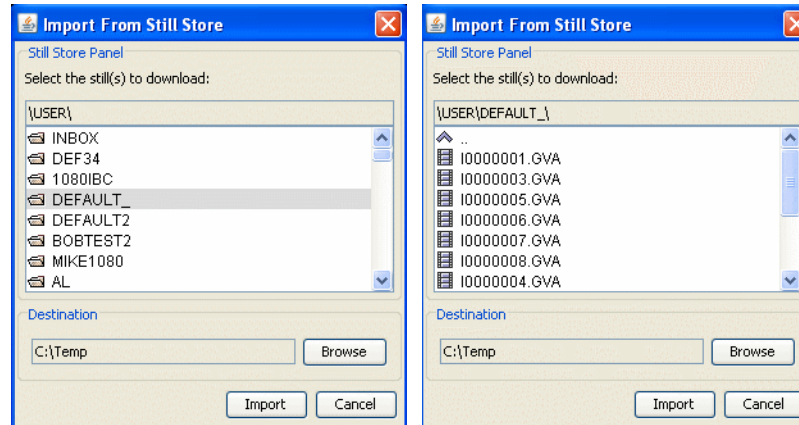 Import From Still Store
Still Store Panel
Select the still(s) to download:
\USER\
INBOX
DEF34
1080IBC
DEFAULT_
DEFAULT2
BOBTEST2
MIKE1080
AL
Destination
C:\Temp
Browse
Import
Cancel
Import From Still Store
Still Store Panel
Select the still(s) to download:
\USER\DEFAULT_\
..
I0000001.GVA
I0000003.GVA
I0000005.GVA
I0000006.GVA
I0000007.GVA
I0000008.GVA
I0000004.GVA
Destination
C:\Temp
Browse
Import
Cancel